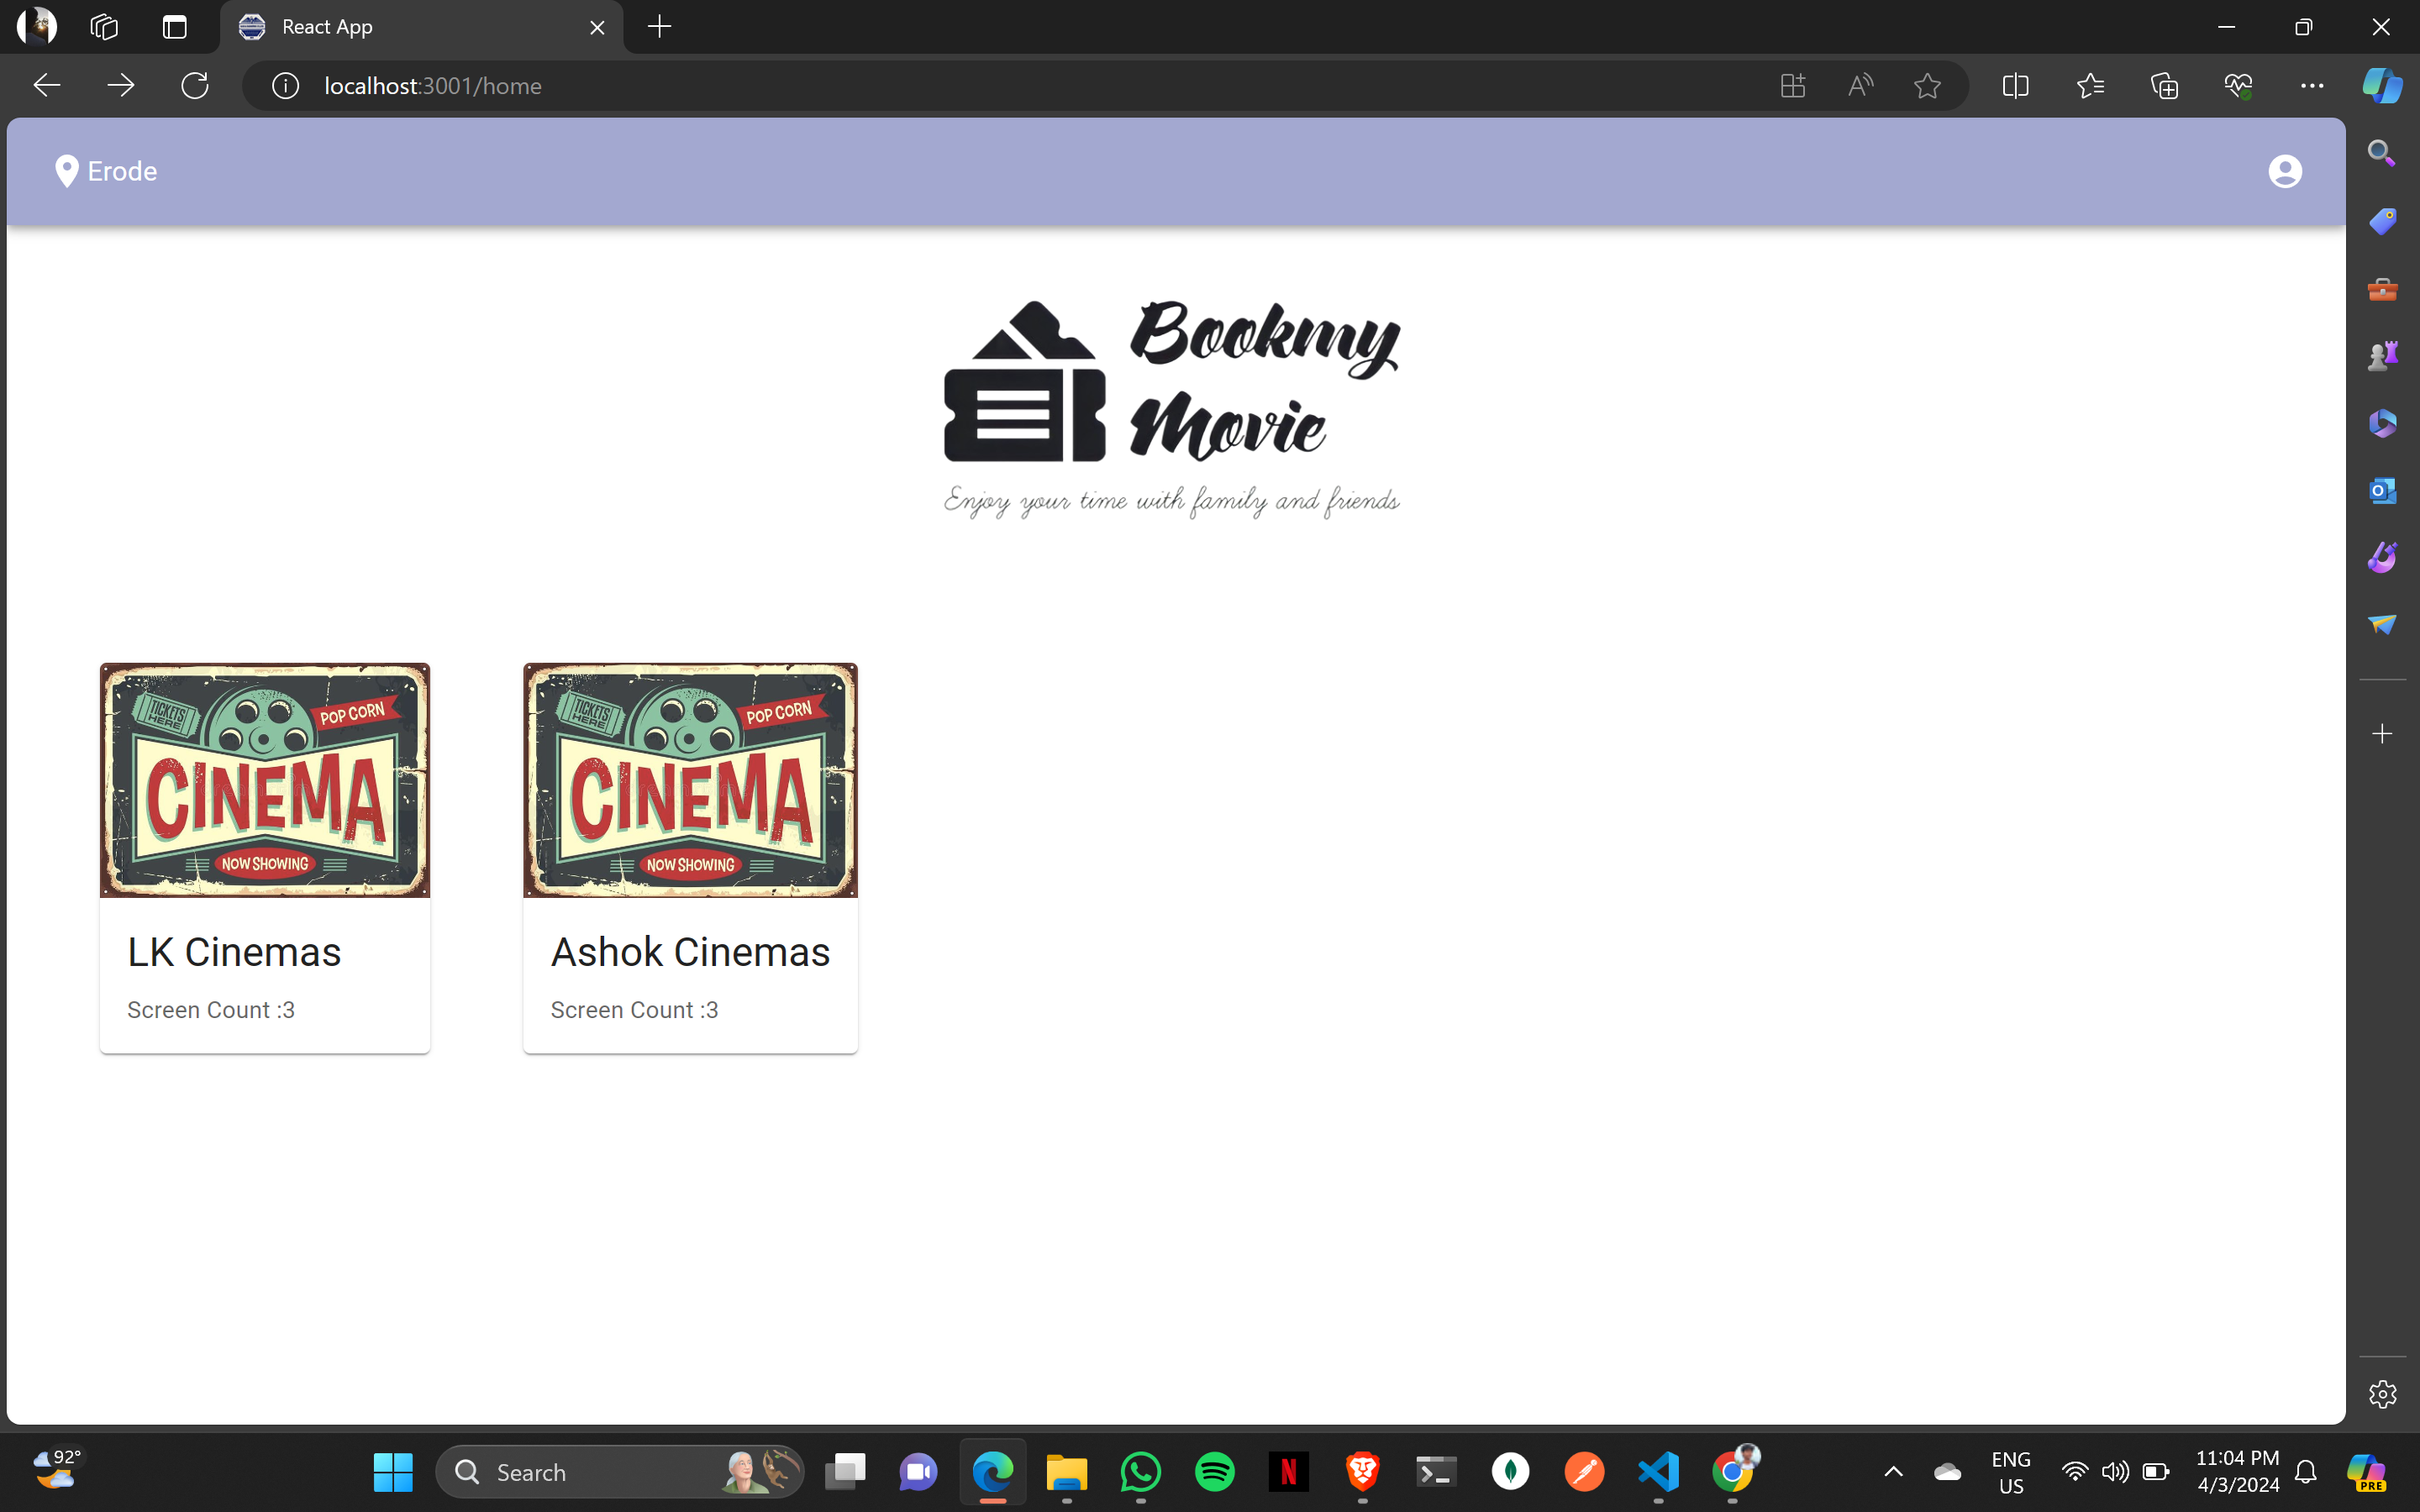 React App
localhost:3001/home
Erode
Bookmy
Movie
Enjoy your time with family and friends
TICKETS
HERE
POP CORN
CINEMA
NOW SHOWING
TICKETS
HERE
POP CORN
CINEMA
NOW SHOWING
LK Cinemas
Screen Count :3
Ashok Cinemas
Screen Count :3
92°
Search
ENG
US
11:04 PM
4/3/2024
PRE